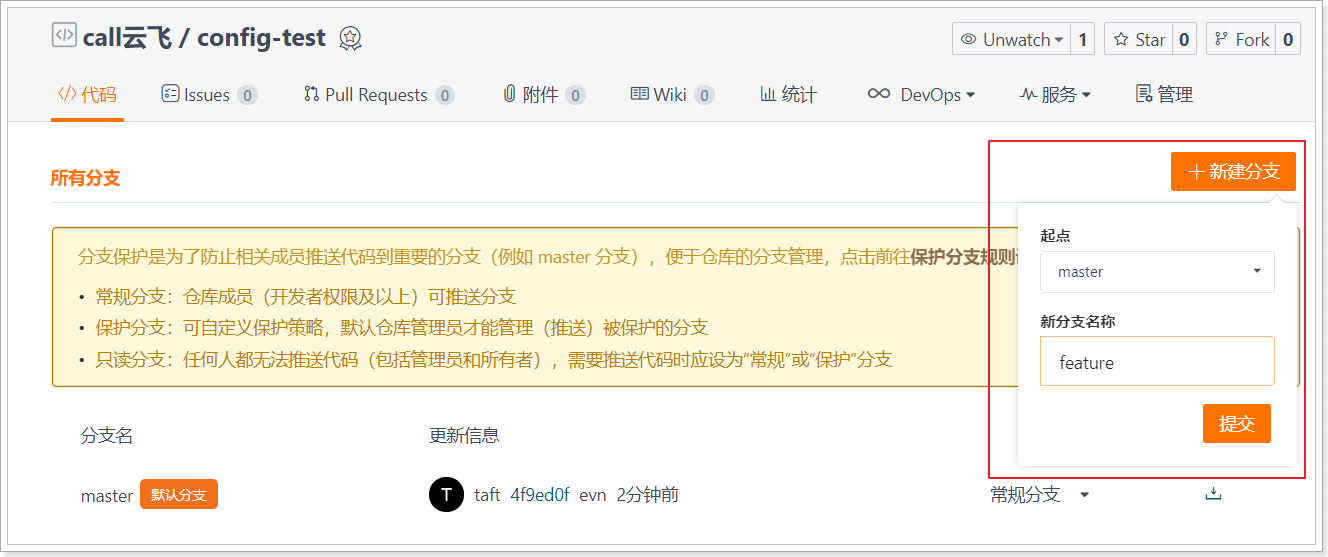 call云飞 / config-test
Unwatch 1 Star 0 Fork 0
代码 Issues 0 Pull Requests 0 附件 0 Wiki 0 统计 DevOps 服务 管理
所有分支
新建分支
分支保护是为了防止相关成员推送代码到重要的分支（例如 master 分支），便于仓库的分支管理，点击前往保护分支规则
• 常规分支：仓库成员（开发者权限及以上）可推送分支
• 保护分支：可自定义保护策略，默认仓库管理员才能管理（推送）被保护的分支
• 只读分支：任何人都无法推送代码（包括管理员和所有者），需要推送代码时应设为"常规"或"保护"分支
起点
master
新分支名称
feature
提交
分支名 更新信息
master 默认分支 T taft 4f9ed0f evn 2分钟前 常规分支